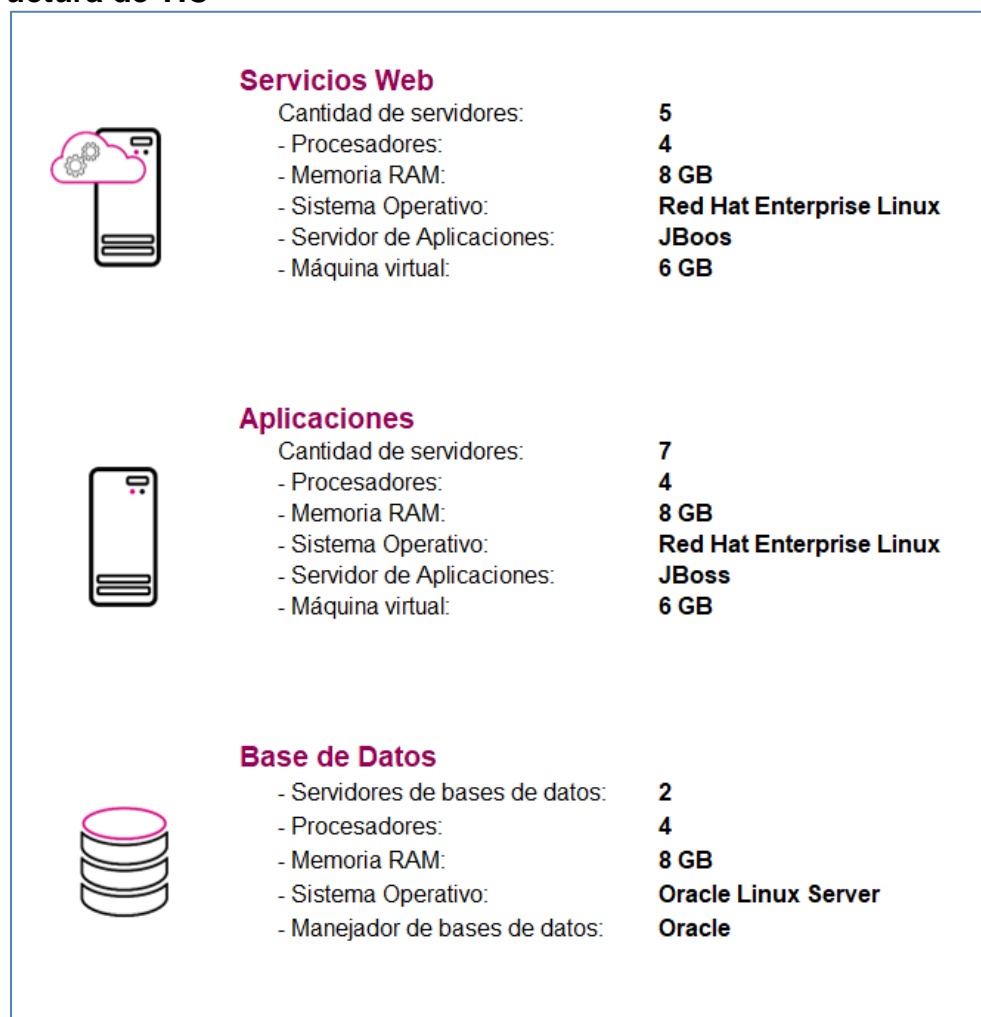 Servicios Web
Cantidad de servidores: 5
- Procesadores: 4
- Memoria RAM: 8 GB
- Sistema Operativo: Red Hat Enterprise Linux
- Servidor de Aplicaciones: JBoos
- Máquina virtual: 6 GB
Aplicaciones
Cantidad de servidores: 7
- Procesadores: 4
- Memoria RAM: 8 GB
- Sistema Operativo: Red Hat Enterprise Linux
- Servidor de Aplicaciones: JBoss
- Máquina virtual: 6 GB
Base de Datos
- Servidores de bases de datos: 2
- Procesadores: 4
- Memoria RAM: 8 GB
- Sistema Operativo: Oracle Linux Server
- Manejador de bases de datos: Oracle